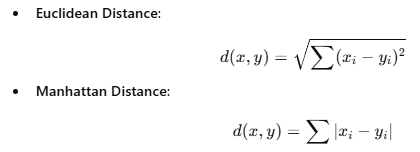 • Euclidean Distance:
d(x, y) = √∑(xᵢ − yᵢ)²
• Manhattan Distance:
d(x, y) = ∑|xᵢ − yᵢ|